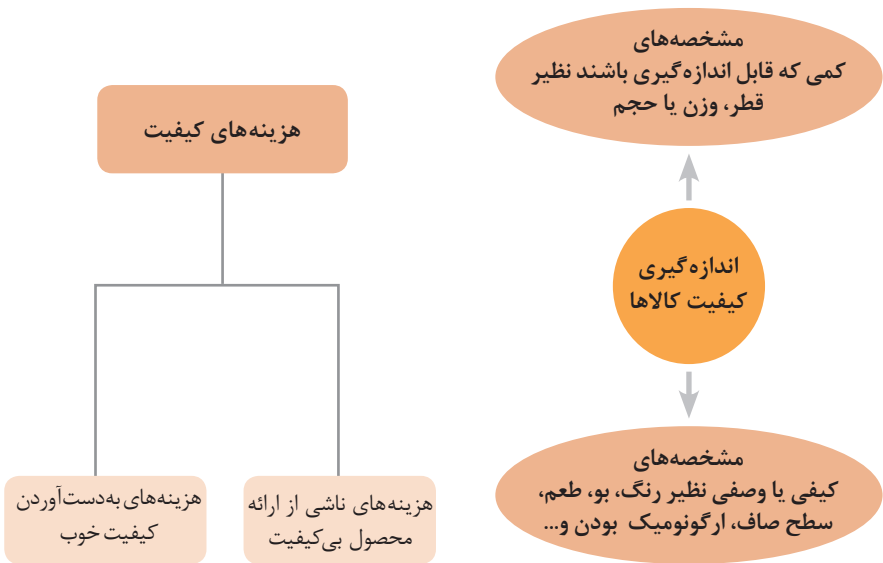 مشخصه‌های
کمی که قابل اندازه‌گیری باشند نظیر
قطر، وزن یا حجم
اندازه‌گیری
کیفیت کالاها
مشخصه‌های
کیفی یا وصفی نظیر رنگ، بو، طعم،
سطح صاف، ارگونومیک بودن و...
هزینه‌های کیفیت
هزینه‌های ناشی از ارائه
محصول بی‌کیفیت
هزینه‌های به‌دست‌آوردن
کیفیت خوب